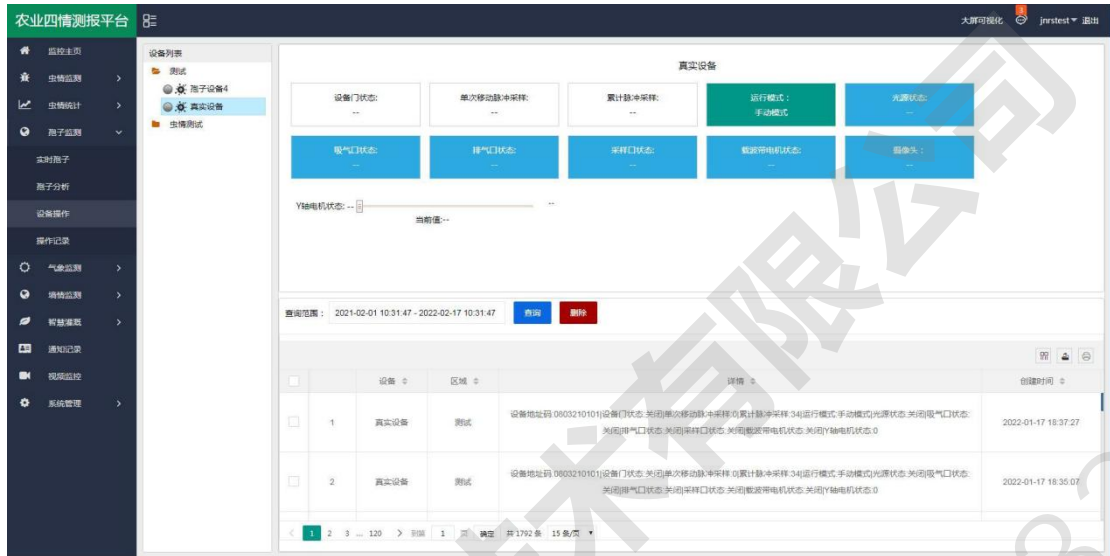 农业四情测报平台
大屏可视化 3 jnrstest 退出
监控主页
虫情监测
虫情统计
孢子监测
实时孢子
孢子分析
设备操作
操作记录
气象监测
墒情监测
智慧灌溉
通知记录
视频监控
系统管理
设备列表
测试
孢子设备4
真实设备
虫情测试
真实设备
设备门状态: 单次移动脉冲采样: 累计脉冲采样: 运行模式: 光源状态:
-- -- -- 手动模式 --
吸气口状态: 排气口状态: 采样口状态: 载玻带电机状态: 摄像头:
-- -- -- -- --
Y轴电机状态: -- --
当前值:--
查询范围: 2021-02-01 10:31:47 - 2022-02-17 10:31:47 查询 删除
设备 区域 详情 创建时间
1 真实设备 测试 设备地址码:0803210101|设备门状态:关闭|单次移动脉冲采样:0|累计脉冲采样:34|运行模式:手动模式|光源状态:关闭|吸气口状态: 2022-01-17 18:37:27
关闭|排气口状态:关闭|采样口状态:关闭|载玻带电机状态:关闭|Y轴电机状态:0
2 真实设备 测试 设备地址码:0803210101|设备门状态:关闭|单次移动脉冲采样:0|累计脉冲采样:34|运行模式:手动模式|光源状态:关闭|吸气口状态: 2022-01-17 18:35:07
关闭|排气口状态:关闭|采样口状态:关闭|载玻带电机状态:关闭|Y轴电机状态:0
1 2 3 … 120 到第 1 页 确定 共 1792 条 15 条/页
术有限公司